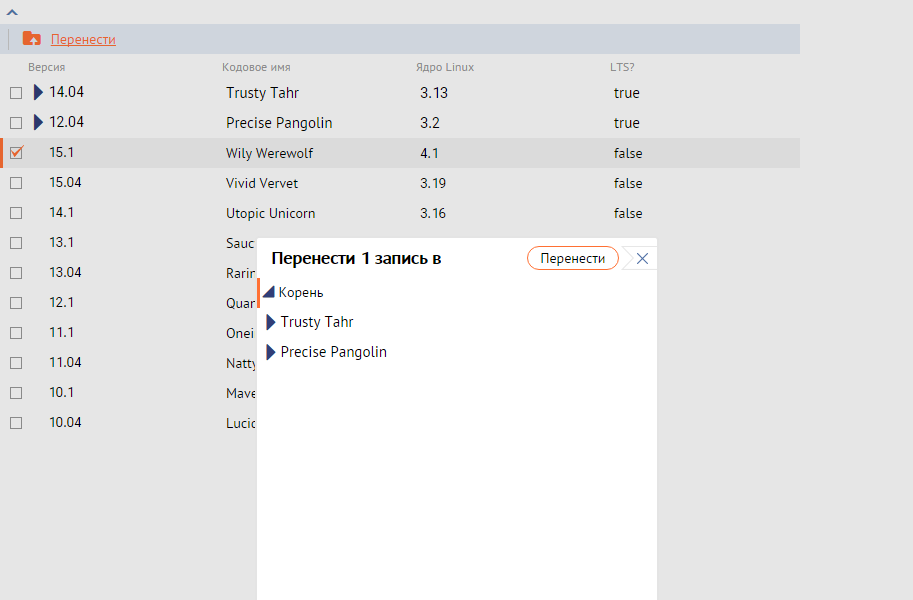 Перенести
Версия Кодовое имя Ядро Linux LTS?
14.04 Trusty Tahr 3.13 true
12.04 Precise Pangolin 3.2 true
15.1 Wily Werewolf 4.1 false
15.04 Vivid Vervet 3.19 false
14.1 Utopic Unicorn 3.16 false
13.1 Sauc
13.04 Rarin
12.1 Quan
11.1 Onei
11.04 Natty
10.1 Mave
10.04 Lucid
Перенести 1 запись в Перенести
Корень
Trusty Tahr
Precise Pangolin